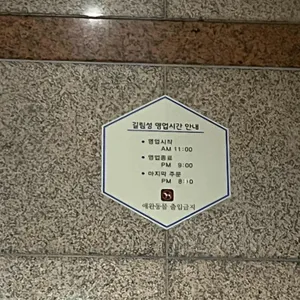 길림성 영업시간 안내
• 영업시작
AM 11:00
• 영업종료
PM 9:00
• 마지막 주문
PM 8:10
애완동물 출입금지